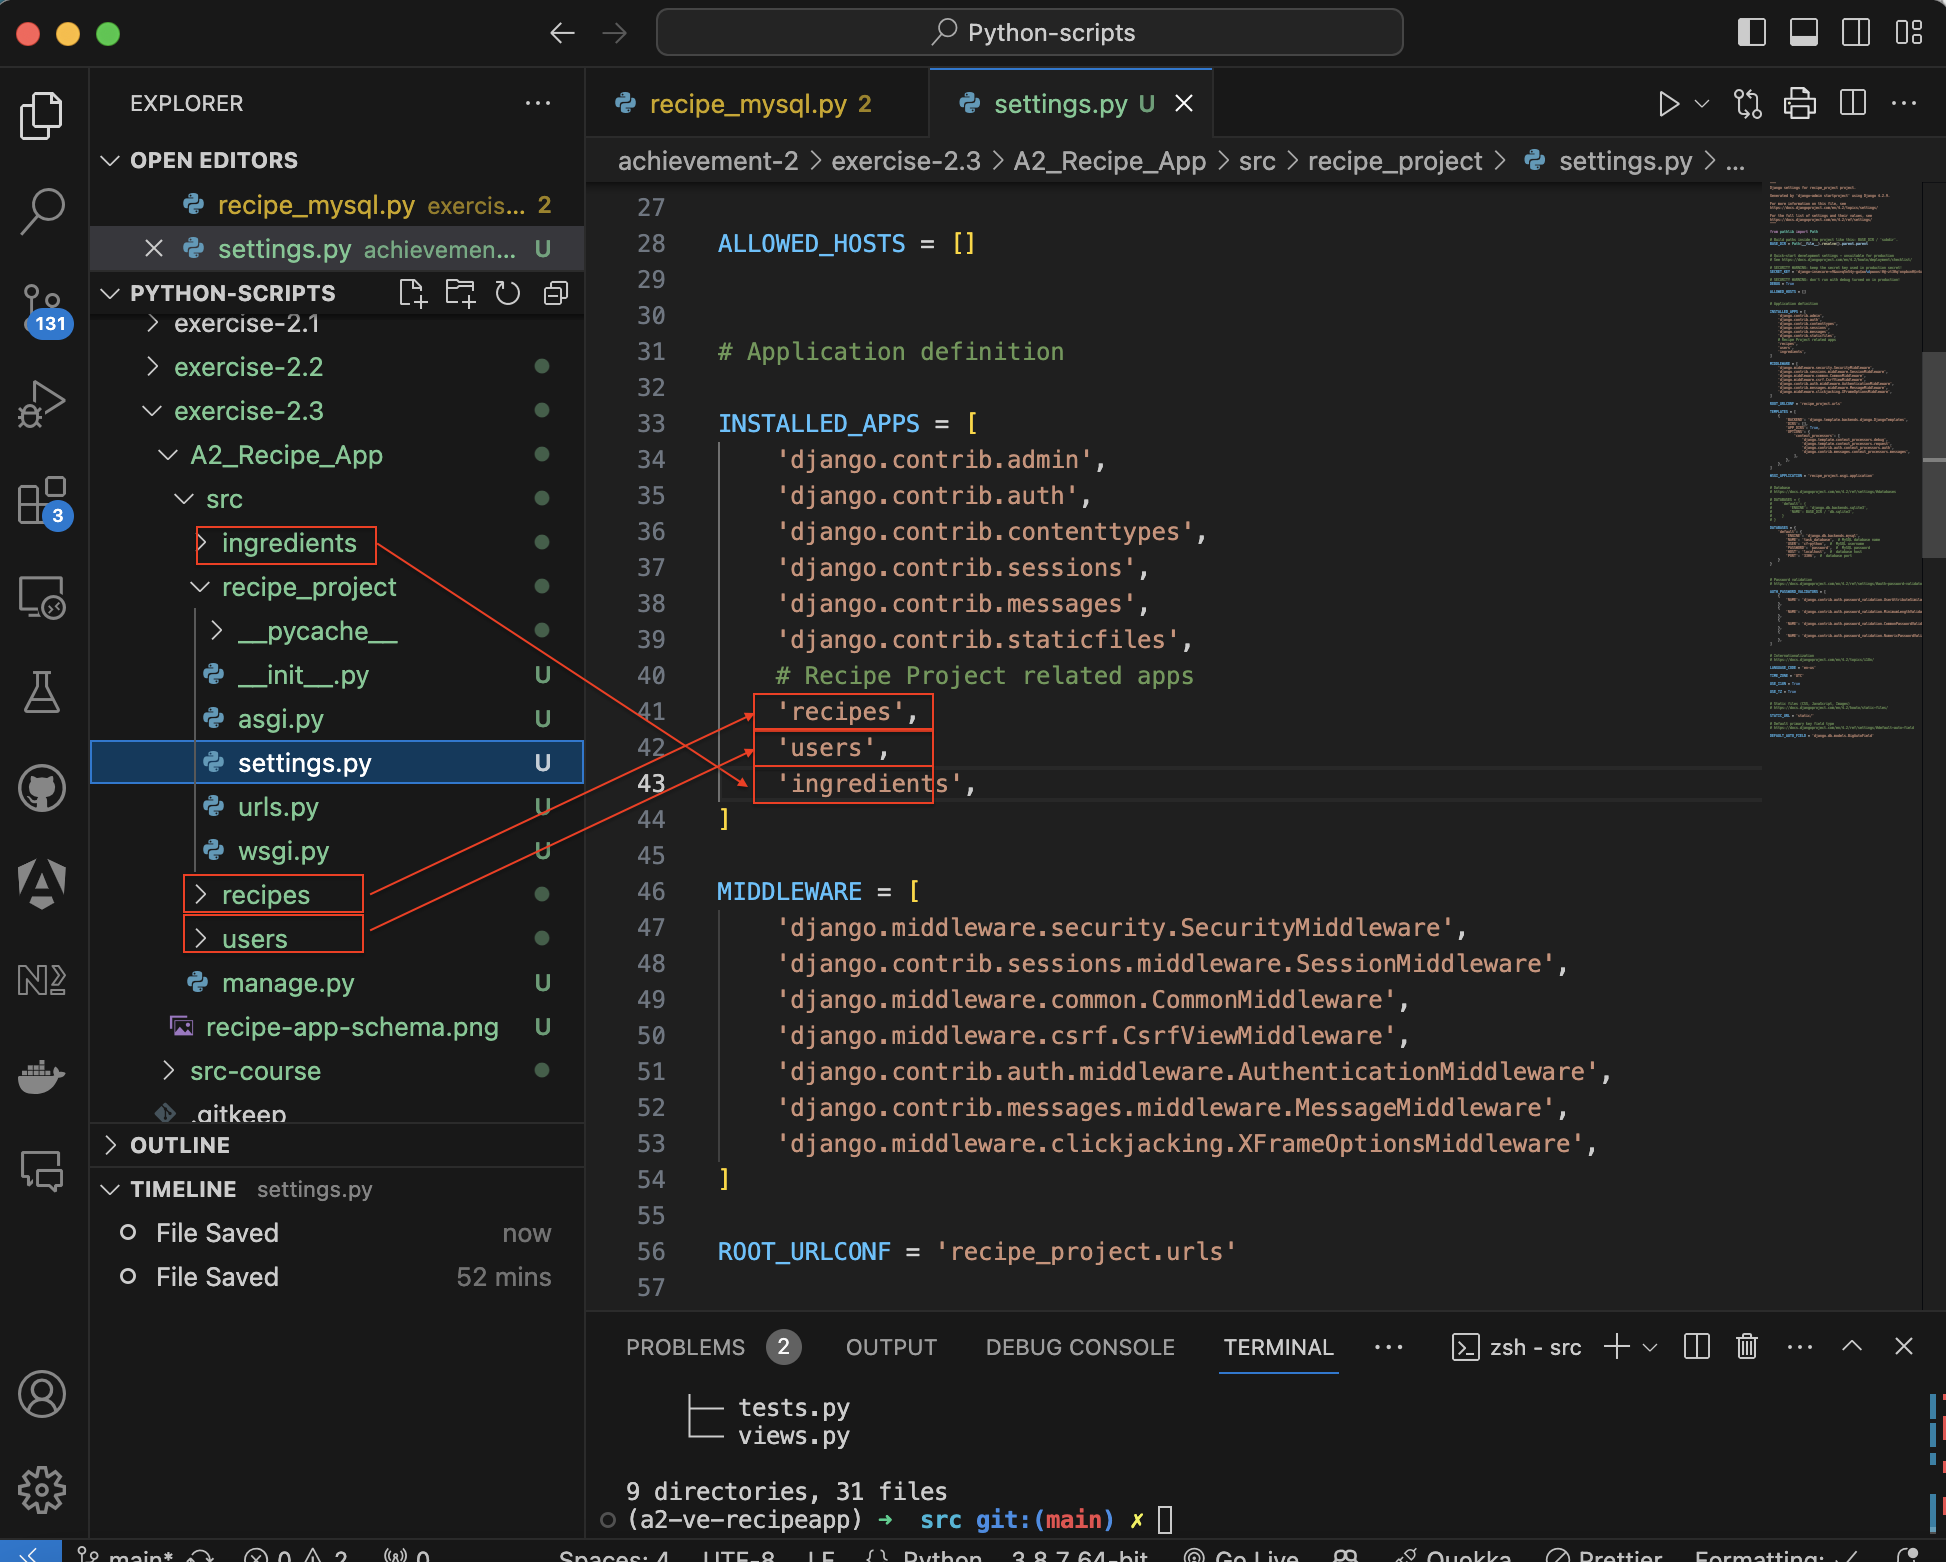 Python-scripts
EXPLORER
OPEN EDITORS
recipe_mysql.py exercis... 2
settings.py achievemen... U
PYTHON-SCRIPTS
exercise-2.1
exercise-2.2
exercise-2.3
A2_Recipe_App
src
ingredients
recipe_project
__pycache__
__init__.py U
asgi.py U
settings.py U
urls.py U
wsgi.py U
recipes
users
manage.py U
recipe-app-schema.png U
src-course
.gitkeep
OUTLINE
TIMELINE settings.py
File Saved now
File Saved 52 mins
131
3
recipe_mysql.py 2
settings.py U
achievement-2 > exercise-2.3 > A2_Recipe_App > src > recipe_project > settings.py > ...
27
28 ALLOWED_HOSTS = []
29
30
31 # Application definition
32
33 INSTALLED_APPS = [
34 'django.contrib.admin',
35 'django.contrib.auth',
36 'django.contrib.contenttypes',
37 'django.contrib.sessions',
38 'django.contrib.messages',
39 'django.contrib.staticfiles',
40 # Recipe Project related apps
41 'recipes',
42 'users',
43 'ingredients',
44 ]
45
46 MIDDLEWARE = [
47 'django.middleware.security.SecurityMiddleware',
48 'django.contrib.sessions.middleware.SessionMiddleware',
49 'django.middleware.common.CommonMiddleware',
50 'django.middleware.csrf.CsrfViewMiddleware',
51 'django.contrib.auth.middleware.AuthenticationMiddleware',
52 'django.contrib.messages.middleware.MessageMiddleware',
53 'django.middleware.clickjacking.XFrameOptionsMiddleware',
54 ]
55
56 ROOT_URLCONF = 'recipe_project.urls'
57
PROBLEMS 2 OUTPUT DEBUG CONSOLE TERMINAL ... zsh - src
├── tests.py
└── views.py
9 directories, 31 files
(a2-ve-recipeapp) ➜ src git:(main) ✗
main* 0 2 0 Spaces: 4 UTF-8 LF {} Python 3.8.7 64-bit Go Live Quokka Prettier Formatting: ✓